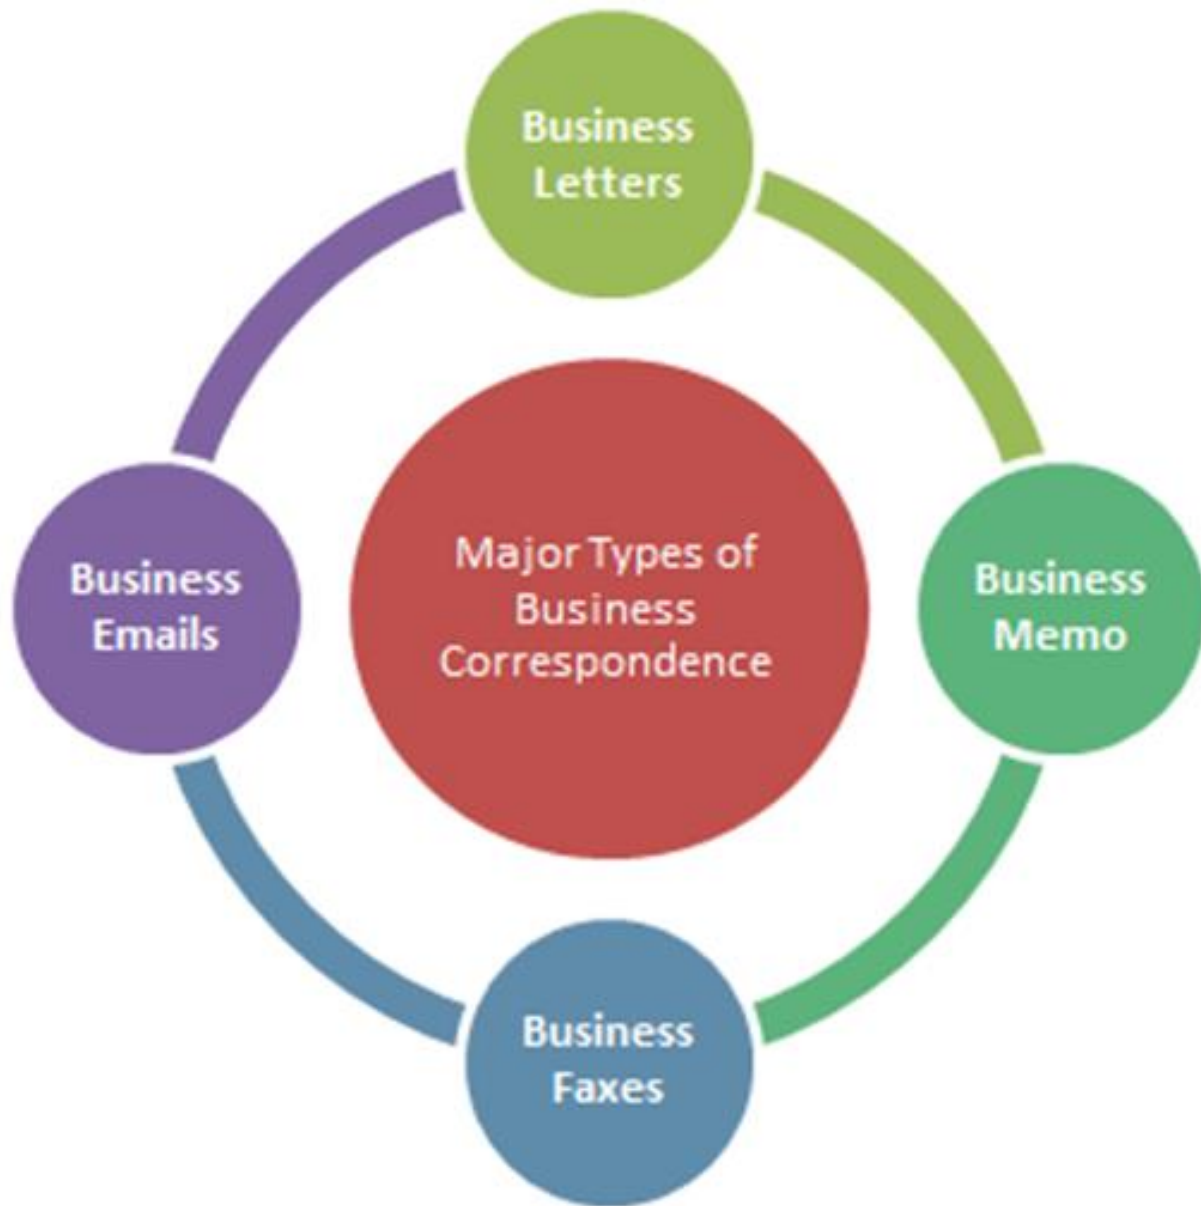 Business
Letters
Major Types of
Business
Correspondence
Business
Emails
Business
Memo
Business
Faxes